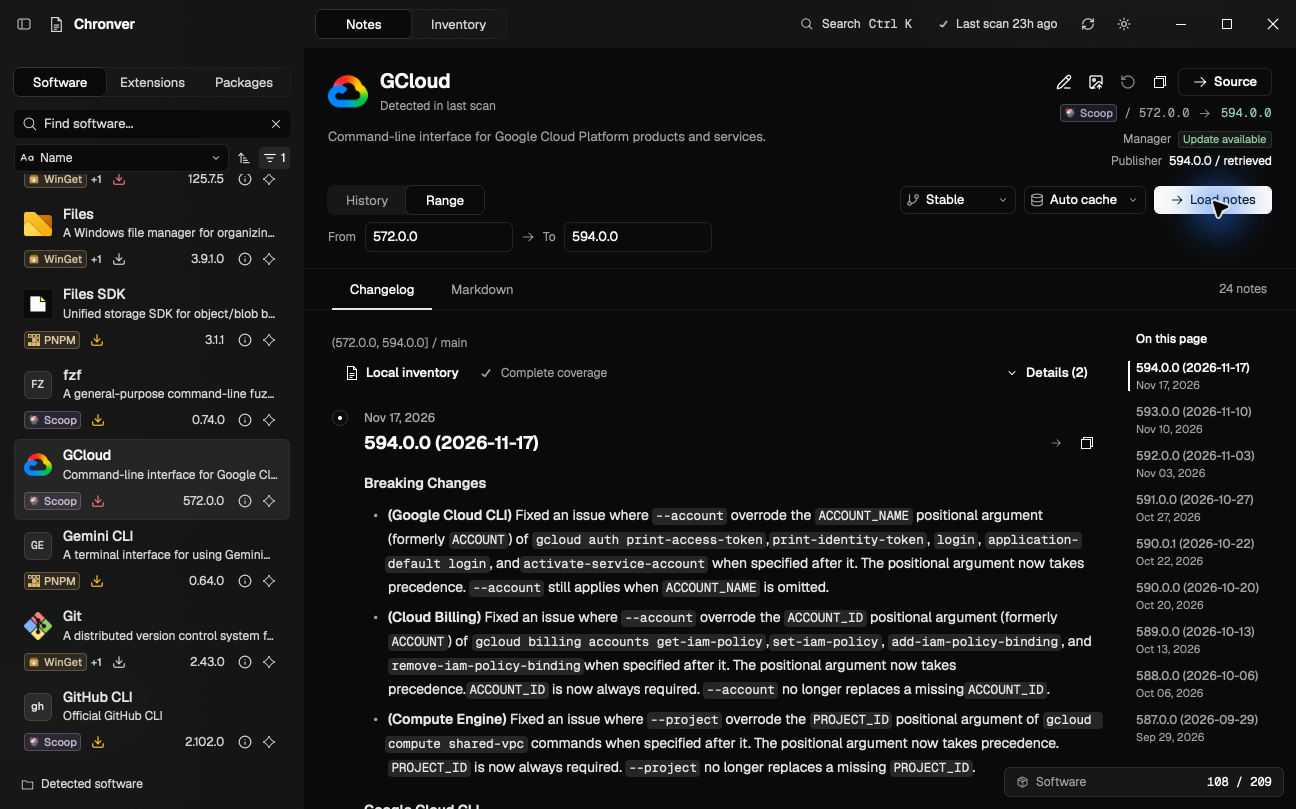 Chronver
Notes
Inventory
Search Ctrl K
Last scan 23h ago
Software
Extensions
Packages
Find software...
Aa Name
1
WinGet +1
125.7.5
Files
A Windows file manager for organizin...
WinGet +1
3.9.1.0
Files SDK
Unified storage SDK for object/blob b...
PNPM
3.1.1
FZ
fzf
A general-purpose command-line fuz...
Scoop
0.74.0
GCloud
Command-line interface for Google Cl...
Scoop
572.0.0
GE
Gemini CLI
A terminal interface for using Gemini...
PNPM
0.64.0
Git
A distributed version control system f...
WinGet +1
2.43.0
gh
GitHub CLI
Official GitHub CLI
Scoop
2.102.0
Detected software
GCloud
Detected in last scan
Command-line interface for Google Cloud Platform products and services.
Source
Scoop / 572.0.0 → 594.0.0
Manager Update available
Publisher 594.0.0 / retrieved
History
Range
Stable
Auto cache
→ Load notes
From 572.0.0 → To 594.0.0
Changelog
Markdown
24 notes
(572.0.0, 594.0.0] / main
Local inventory
Complete coverage
Details (2)
Nov 17, 2026
594.0.0 (2026-11-17)
Breaking Changes
• (Google Cloud CLI) Fixed an issue where --account overrode the ACCOUNT_NAME positional argument
(formerly ACCOUNT) of gcloud auth print-access-token, print-identity-token, login, application-
default login, and activate-service-account when specified after it. The positional argument now takes
precedence. --account still applies when ACCOUNT_NAME is omitted.
• (Cloud Billing) Fixed an issue where --account overrode the ACCOUNT_ID positional argument (formerly
ACCOUNT) of gcloud billing accounts get-iam-policy, set-iam-policy, add-iam-policy-binding, and
remove-iam-policy-binding when specified after it. The positional argument now takes
precedence. ACCOUNT_ID is now always required. --account no longer replaces a missing ACCOUNT_ID.
• (Compute Engine) Fixed an issue where --project overrode the PROJECT_ID positional argument of gcloud
compute shared-vpc commands when specified after it. The positional argument now takes precedence.
PROJECT_ID is now always required. --project no longer replaces a missing PROJECT_ID.
Google Cloud CLI
On this page
594.0.0 (2026-11-17)
Nov 17, 2026
593.0.0 (2026-11-10)
Nov 10, 2026
592.0.0 (2026-11-03)
Nov 03, 2026
591.0.0 (2026-10-27)
Oct 27, 2026
590.0.1 (2026-10-22)
Oct 22, 2026
590.0.0 (2026-10-20)
Oct 20, 2026
589.0.0 (2026-10-13)
Oct 13, 2026
588.0.0 (2026-10-06)
Oct 06, 2026
587.0.0 (2026-09-29)
Sep 29, 2026
Software 108 / 209